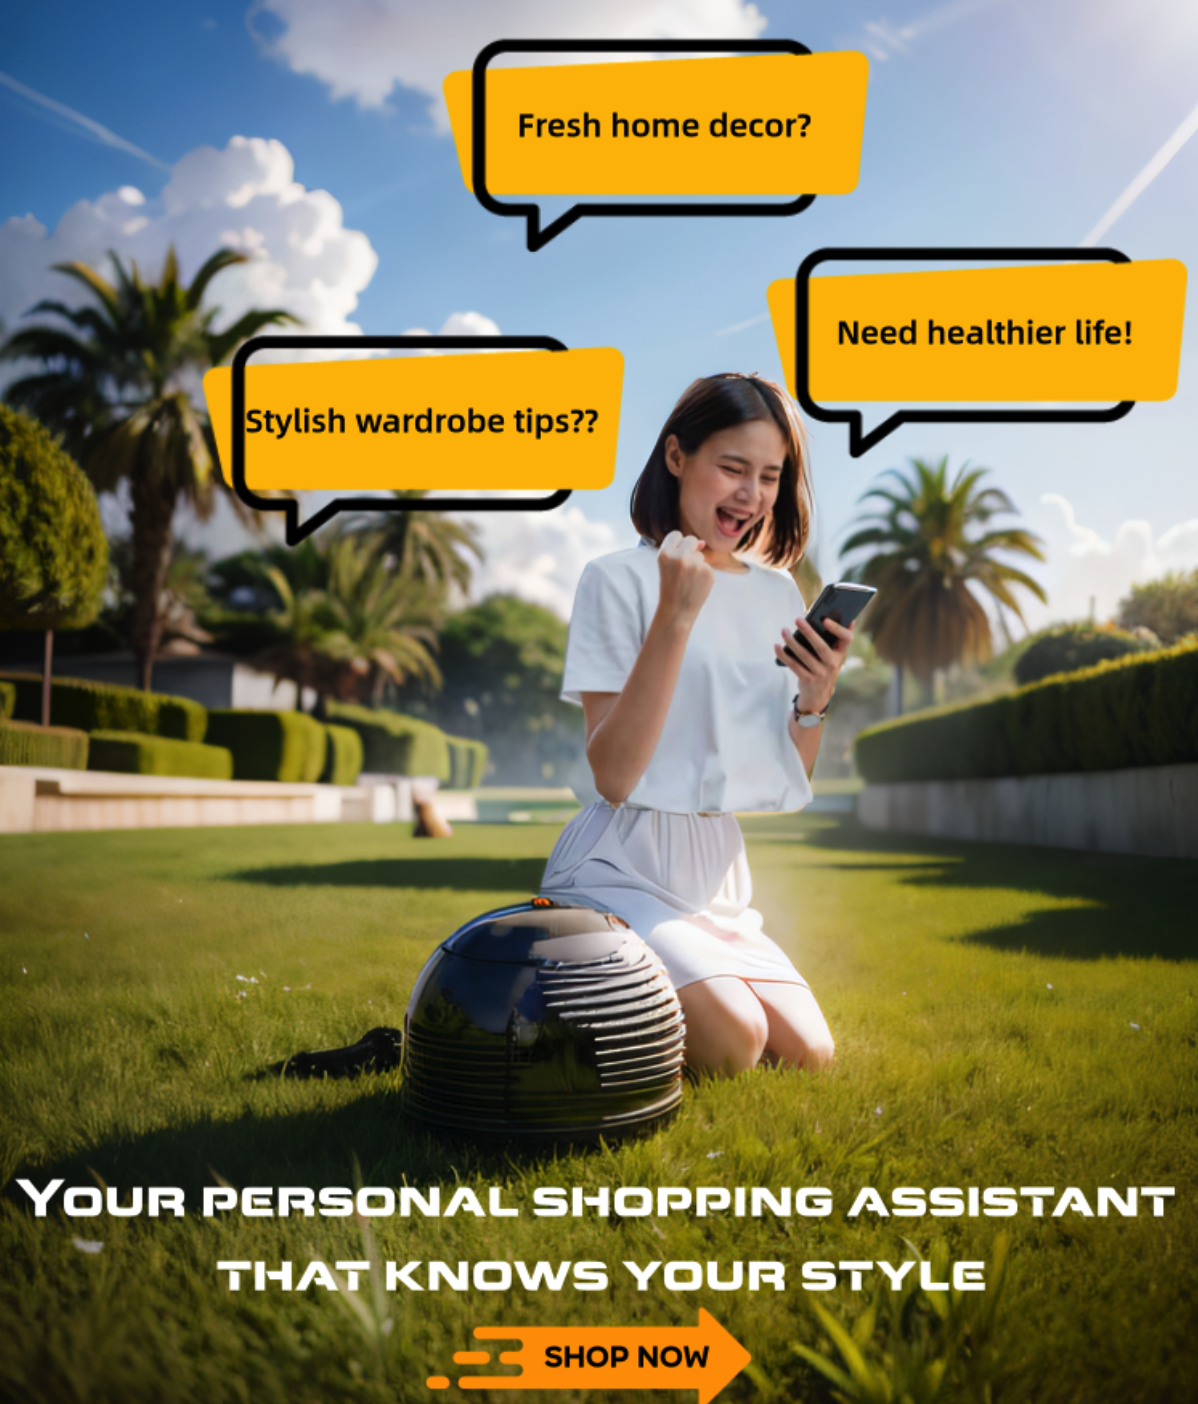 Fresh home decor?
Need healthier life!
Stylish wardrobe tips??
Your personal shopping assistant
that knows your style
SHOP NOW